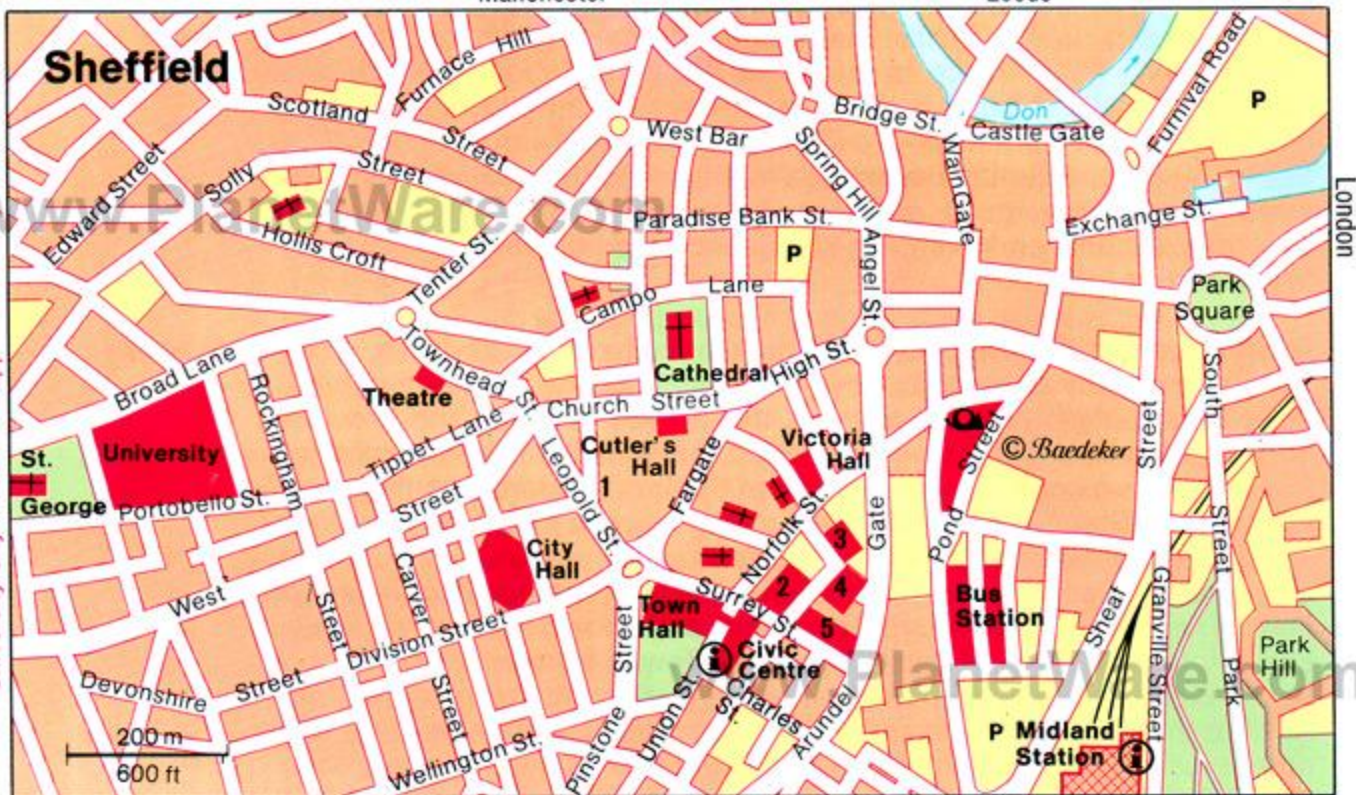 Manchester
Leeds
Sheffield
Furnace Hill
Scotland Street
Don
Furnival Road
P
Bridge St.
Castle Gate
West Bar
Spring Hill
WainGate
Edward Street
Solly Street
www.PlanetWare.com
London
Hollis Croft
Paradise Bank St.
Exchange St.
Tenter St.
P
Angel St.
Campo Lane
Park
Square
Broad Lane
Townhead St.
Cathedral
High St.
Theatre
Rockingham Street
Church Street
South Street
Tippet Lane
University
Cutler's
Hall
Victoria
Hall
© Baedeker
St.
George
Portobello St.
Leopold St.
1
Fargate
Pond Street
West Street
Carver Street
City
Hall
Norfolk St.
3
2
4
5
Gate
Bus
Station
Sheaf Street
Granville Street
Surrey St.
Town
Hall
Civic
Centre
i
Division Street
Devonshire Street
www.PlanetWare.com
Park
Hill
Park
Charles St.
Arundel
Union St.
Pinstone Street
Wellington St.
200 m
600 ft
P
Midland
Station
i